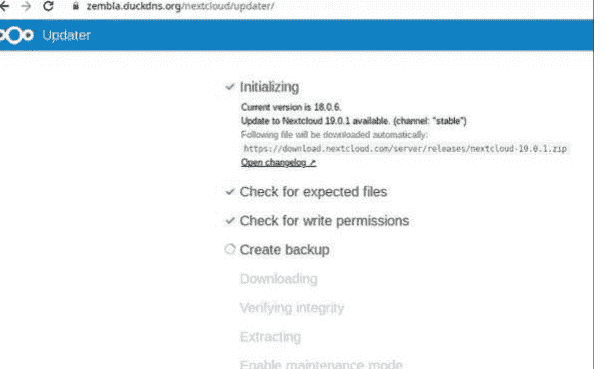 zembla.duckdns.org/nextcloud/updater/
Updater
Initializing
Current version is 18.0.6.
Update to Nextcloud 19.0.1 available. (channel: "stable")
Following file will be downloaded automatically:
https://download.nextcloud.com/server/releases/nextcloud-19.0.1.zip
Open changelog ↗
Check for expected files
Check for write permissions
Create backup
Downloading
Verifying integrity
Extracting
Enable maintenance mode